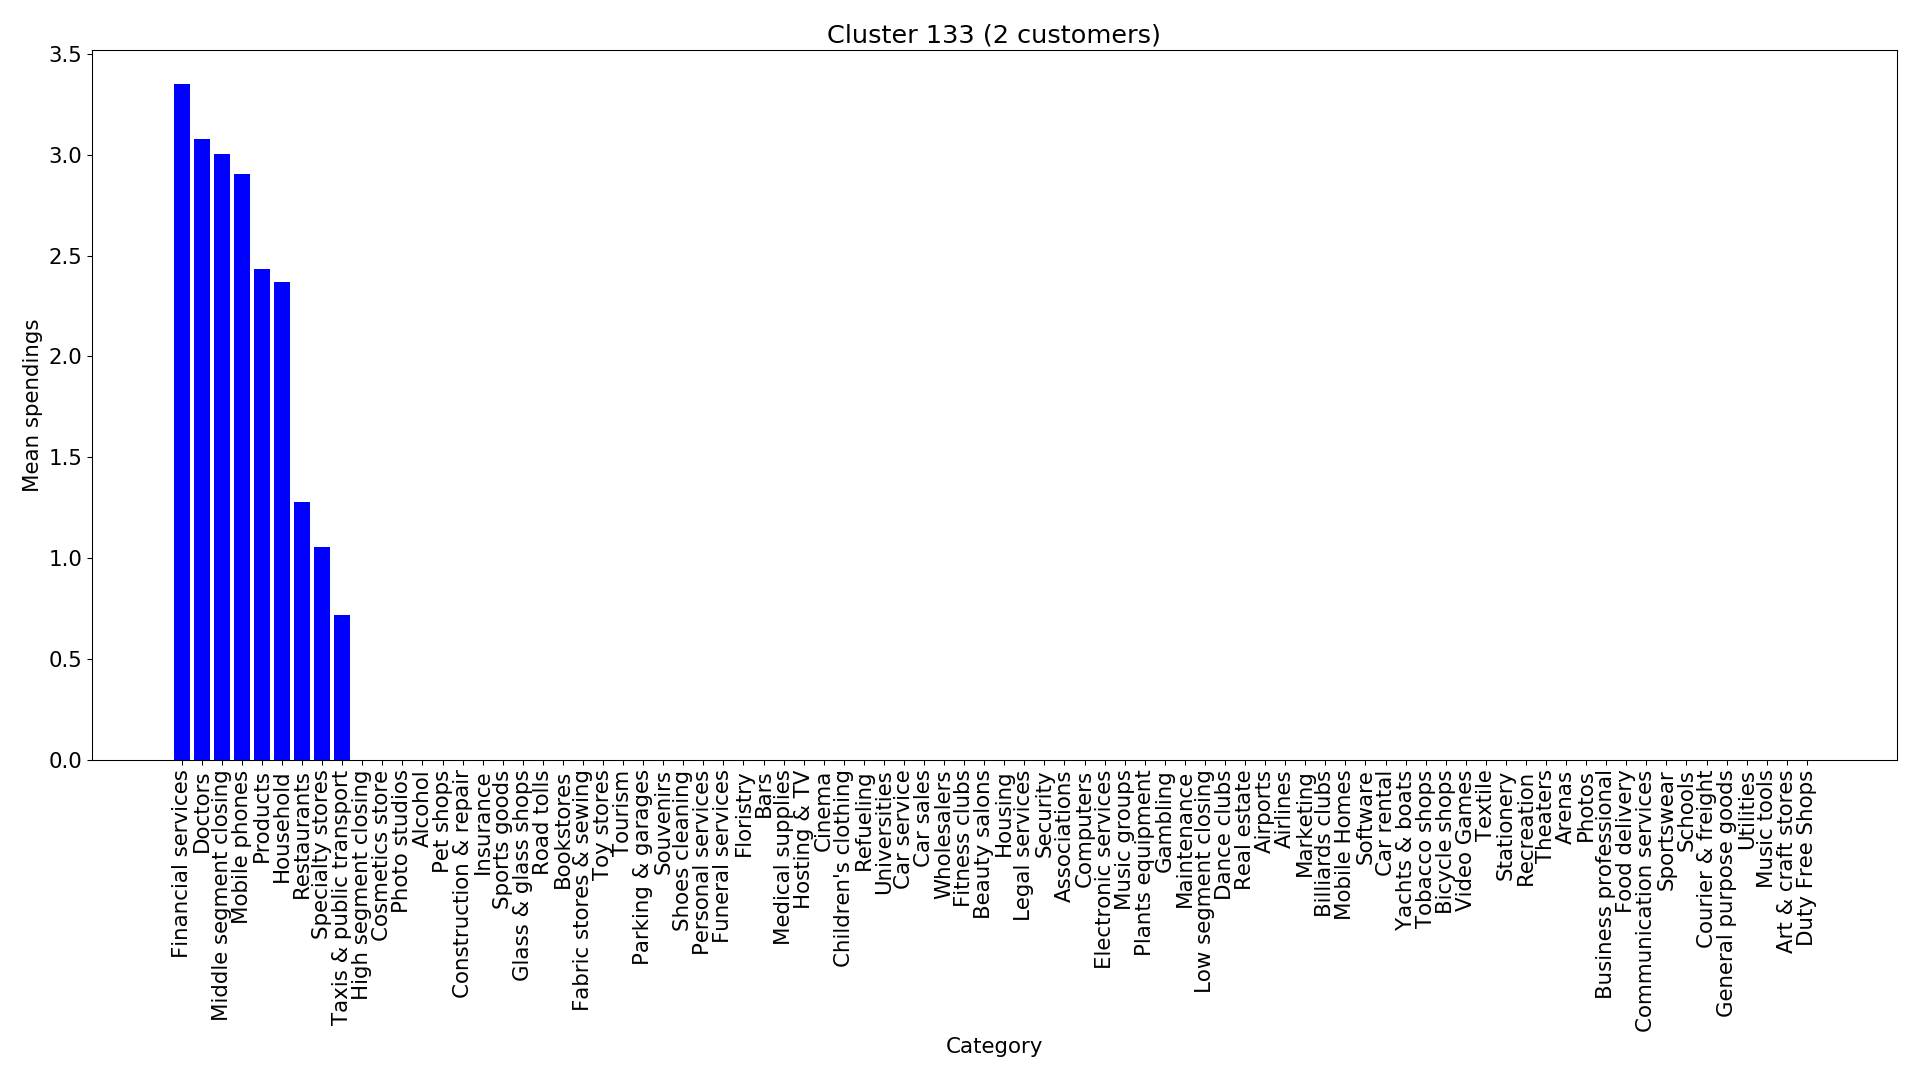 Cluster 133 (2 customers)
Mean spendings
3.5
3.0
2.5
2.0
1.5
1.0
0.5
0.0
Financial services
Doctors
Middle segment closing
Mobile phones
Products
Household
Restaurants
Specialty stores
Taxis & public transport
High segment closing
Cosmetics store
Photo studios
Alcohol
Pet shops
Construction & repair
Insurance
Sports goods
Glass & glass shops
Road tolls
Bookstores
Fabric stores & sewing
Toy stores
Tourism
Parking & garages
Souvenirs
Shoes cleaning
Personal services
Funeral services
Floristry
Bars
Medical supplies
Hosting & TV
Cinema
Children's clothing
Refuelling
Universities
Car service
Car sales
Wholesalers
Fitness clubs
Beauty salons
Housing
Legal services
Security
Associations
Computers
Electronic services
Music groups
Plants equipment
Gambling
Maintenance
Low segment closing
Dance clubs
Real estate
Airports
Airlines
Marketing
Billiards clubs
Mobile Homes
Software
Car rental
Yachts & boats
Tobacco shops
Bicycle shops
Video Games
Textile
Stationery
Recreation
Theaters
Arenas
Photos
Business professional
Food delivery
Communication services
Sportswear
Schools
Courier & freight
General purpose goods
Utilities
Music tools
Art & craft stores
Duty Free Shops
Category